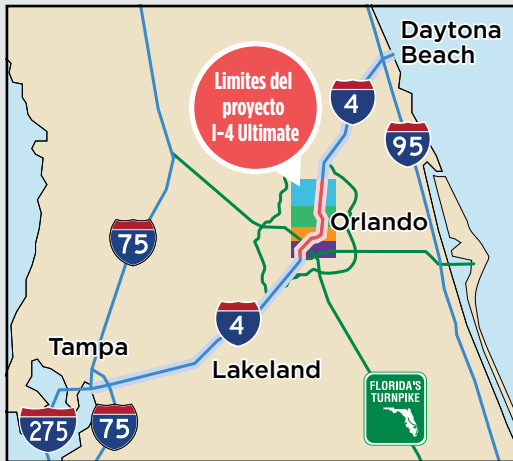 Daytona
Beach
Limites del
proyecto
I-4 Ultimate
4
95
Orlando
75
4
Tampa
Lakeland
FLORIDA'S
TURNPIKE
275
75